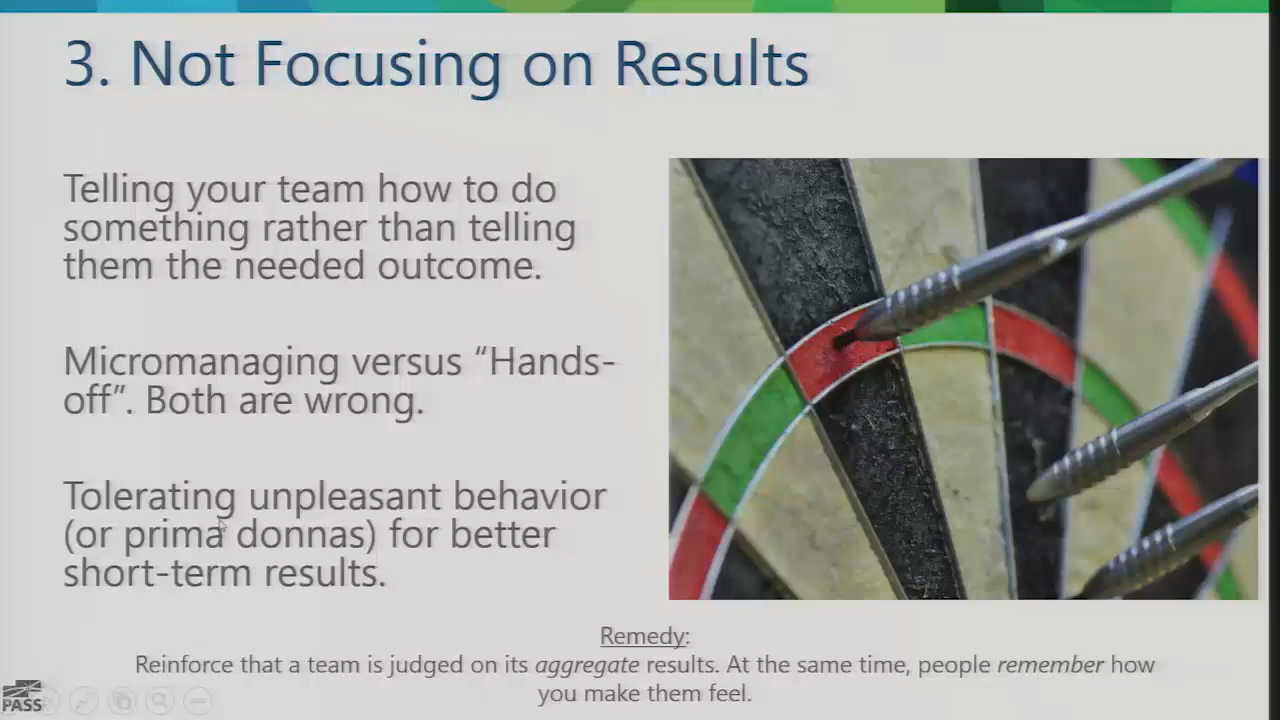 3. Not Focusing on Results
Telling your team how to do
something rather than telling
them the needed outcome.
Micromanaging versus “Hands-
off”. Both are wrong.
Tolerating unpleasant behavior
(or prima donnas) for better
short-term results.
Remedy:
Reinforce that a team is judged on its aggregate results. At the same time, people remember how
you make them feel.
PASS